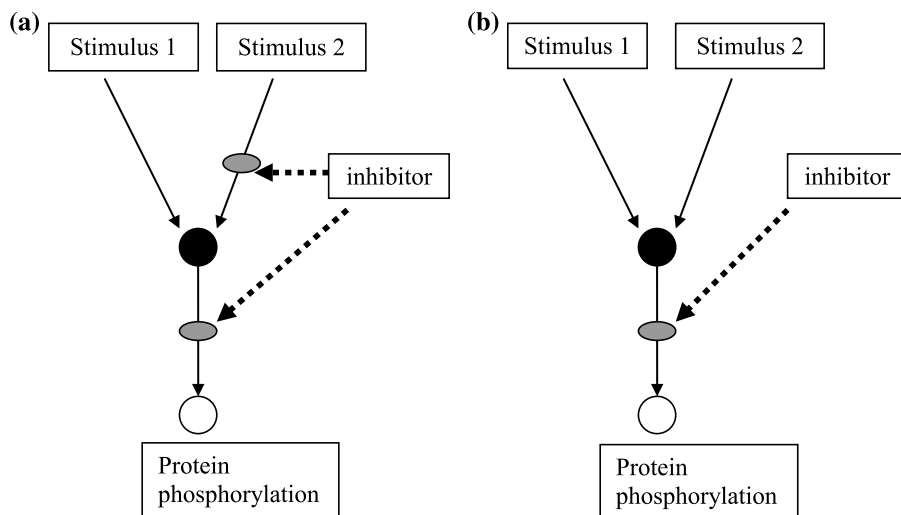 (a)
Stimulus 1
Stimulus 2
inhibitor
Protein
phosphorylation
(b)
Stimulus 1
Stimulus 2
inhibitor
Protein
phosphorylation